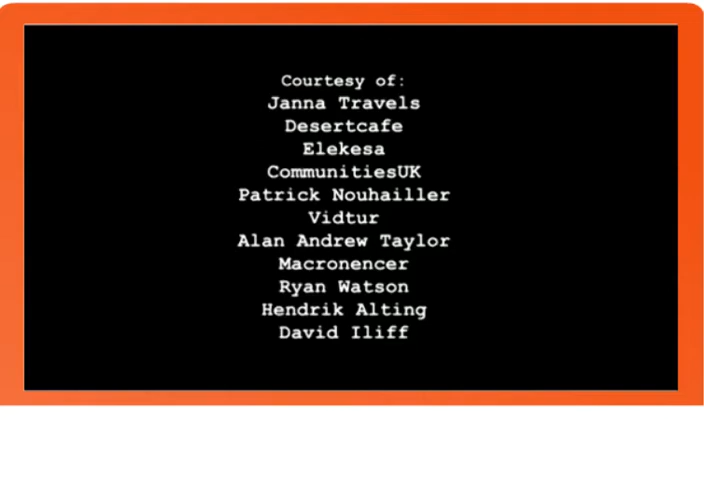 Courtesy of:
Janna Travels
Desertcafe
Elekesa
CommunitiesUK
Patrick Nouhailler
Vidtur
Alan Andrew Taylor
Macronencer
Ryan Watson
Hendrik Alting
David Iliff